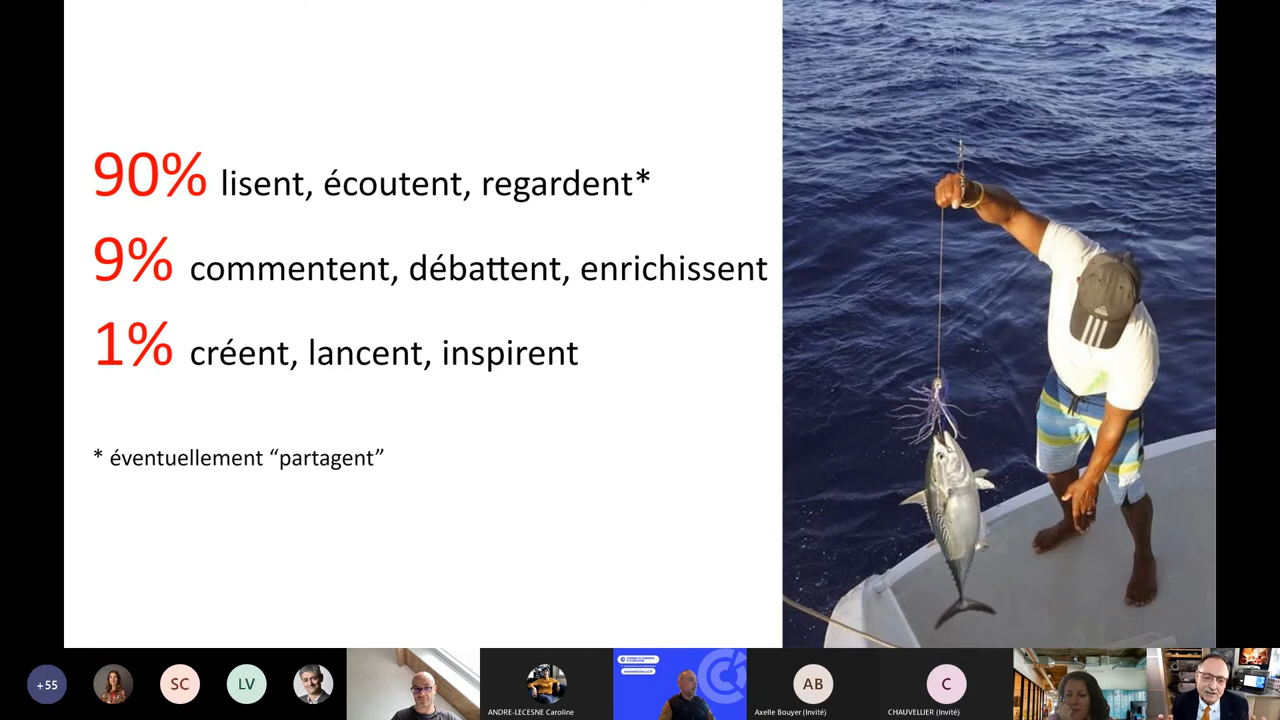 90% lisent, écoutent, regardent*
9% commentent, débattent, enrichissent
1% créent, lancent, inspirent
* éventuellement “partagent”
adidas
+55
SC
LV
ANDRE-LECESNE Caroline
AB
Axelle Bouyer (Invité)
C
CHAUVELLIER (Invité)